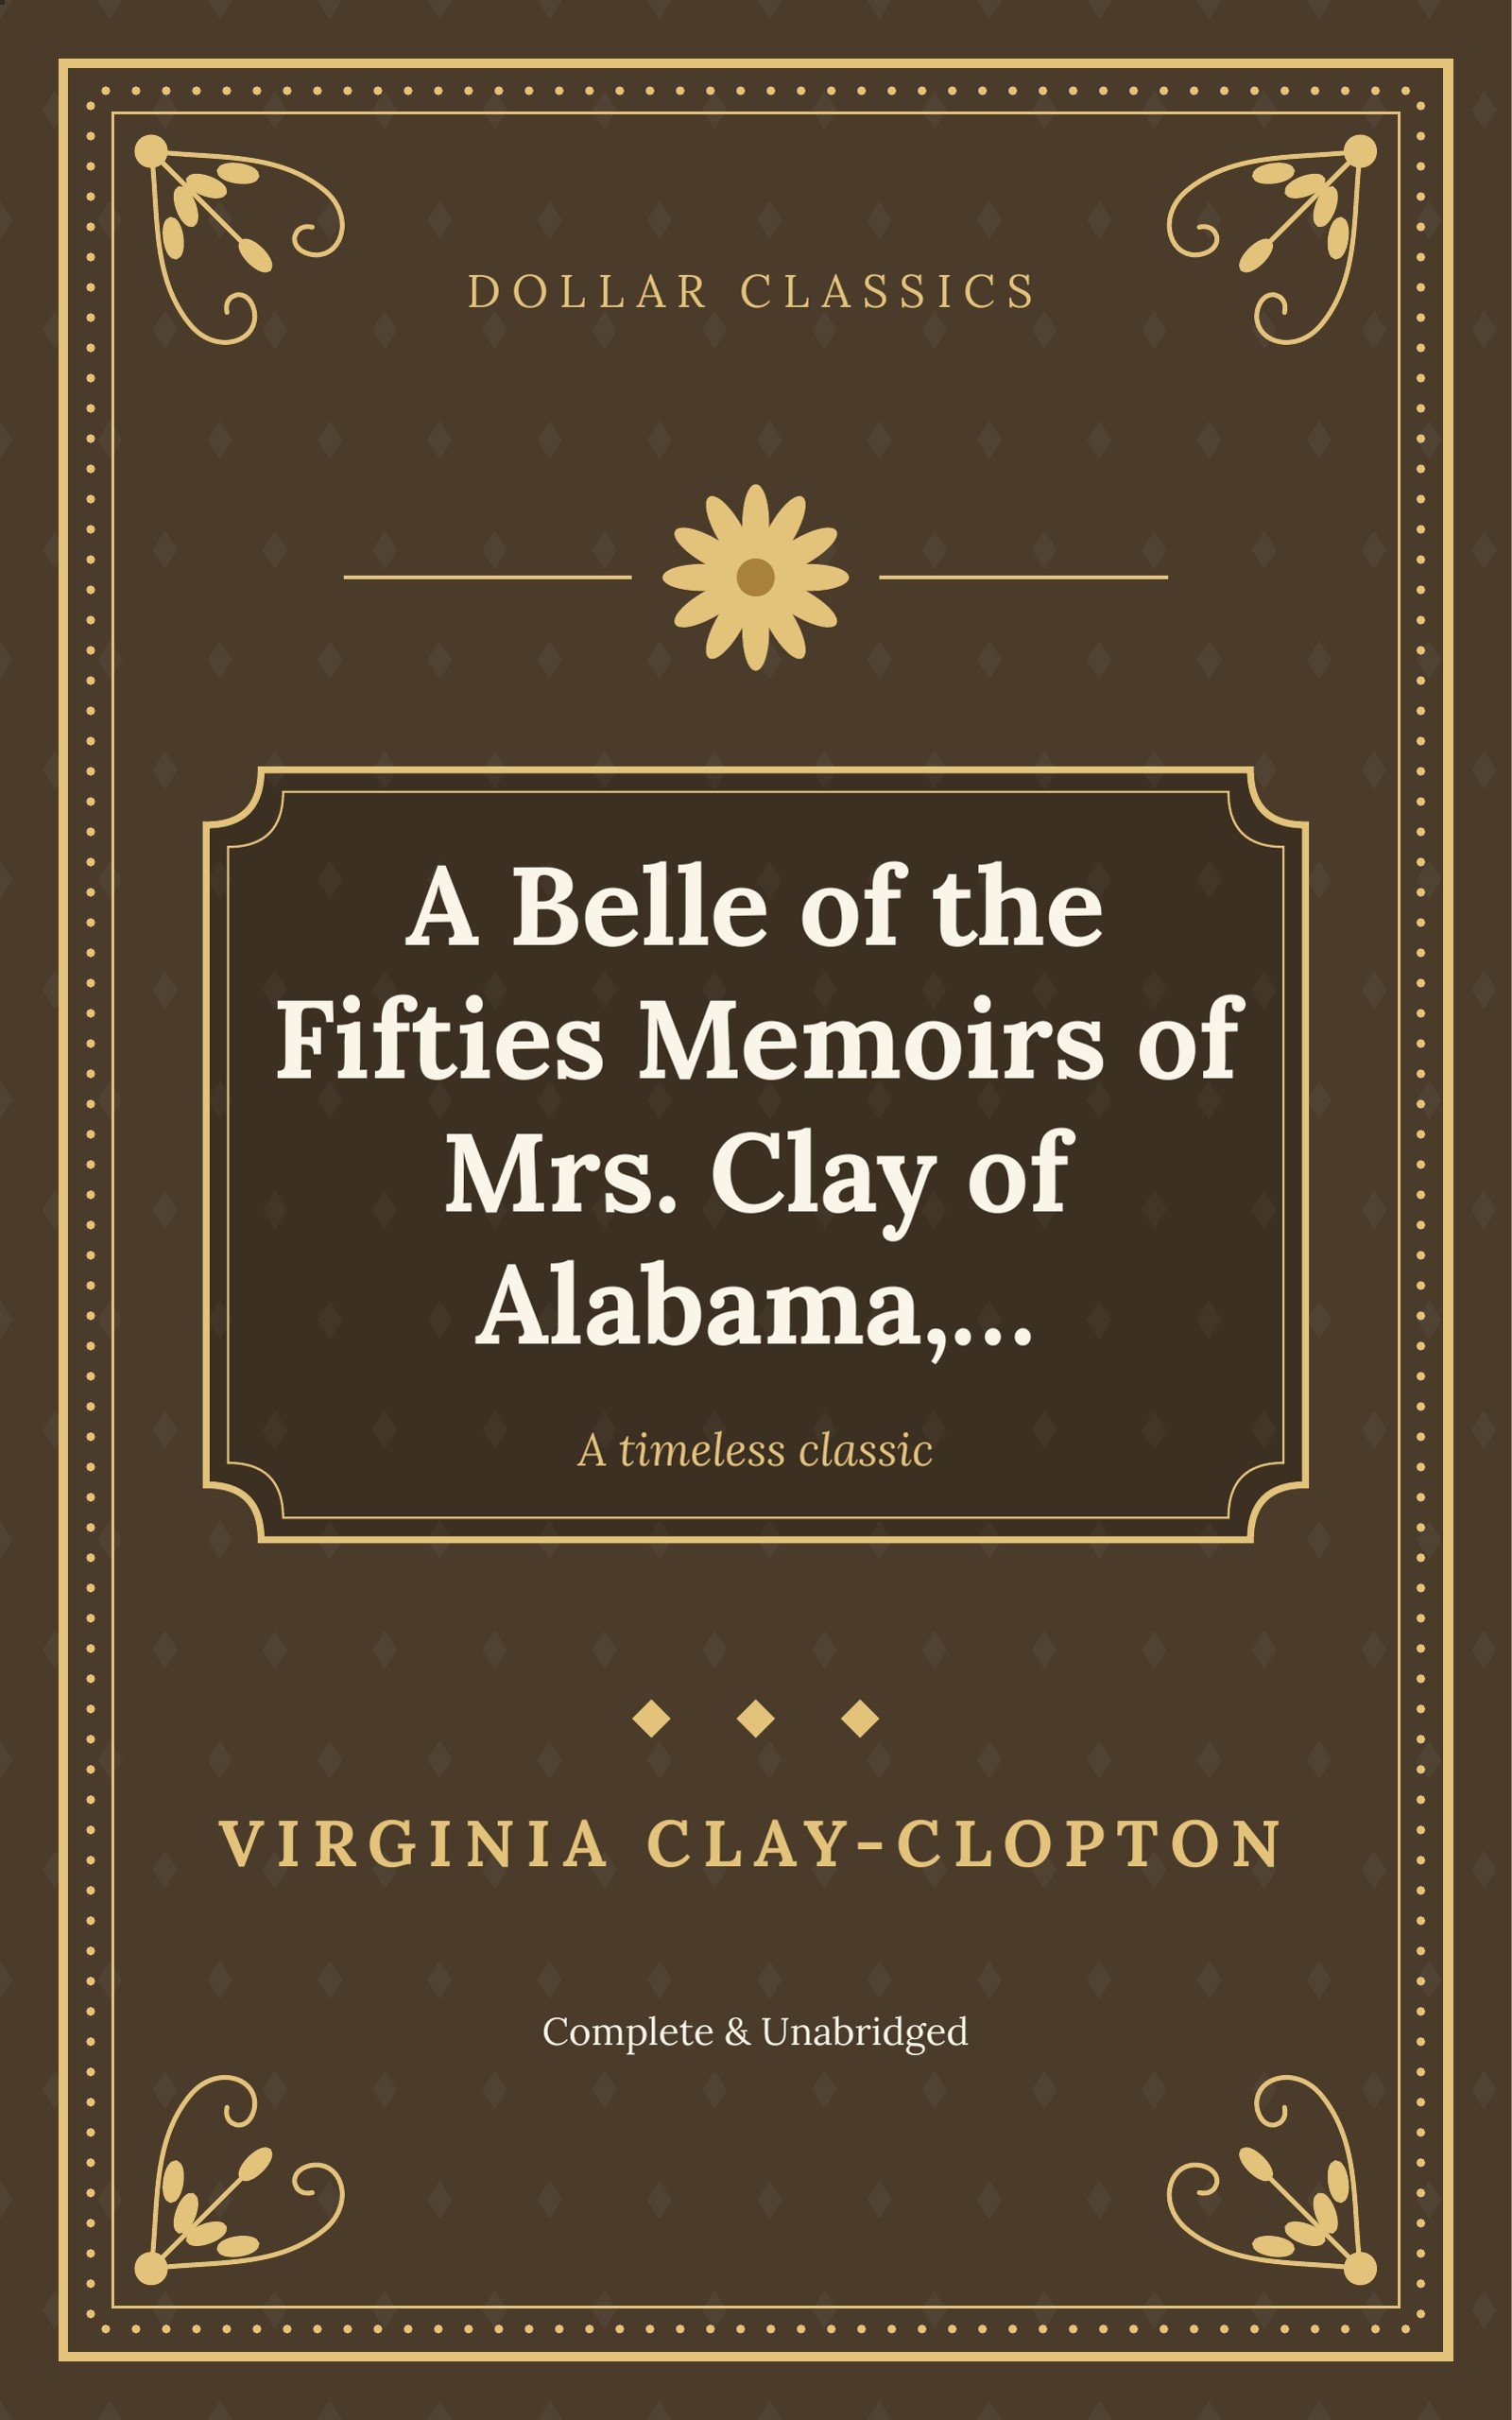 DOLLAR CLASSICS
A Belle of the
Fifties Memoirs of
Mrs. Clay of
Alabama,...
A timeless classic
VIRGINIA CLAY-CLOPTON
Complete & Unabridged